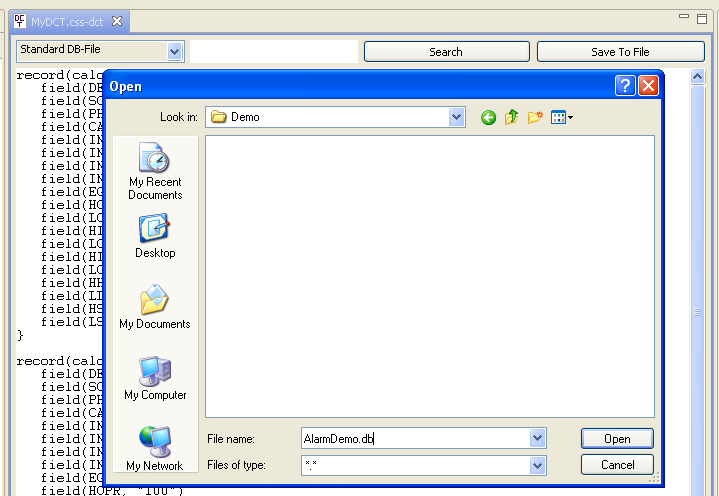 DCT MyDCT.css-dct
Standard DB-File
Search
Save To File
record(calc
field(DE
field(SC
field(PH
field(CA
field(IN
field(IN
field(IN
field(IN
field(EG
field(HO
field(LO
field(HI
field(LO
field(HI
field(LO
field(HH
field(LI
field(HS
field(LS
}
record(calc
field(DE
field(SC
field(PH
field(CA
field(IN
field(IN
field(IN
field(IN
field(EG
field(HOPR, "100")
Open
Look in:
Demo
My Recent
Documents
Desktop
My Documents
My Computer
My Network
File name:
AlarmDemo.db
Open
Files of type:
*.*
Cancel